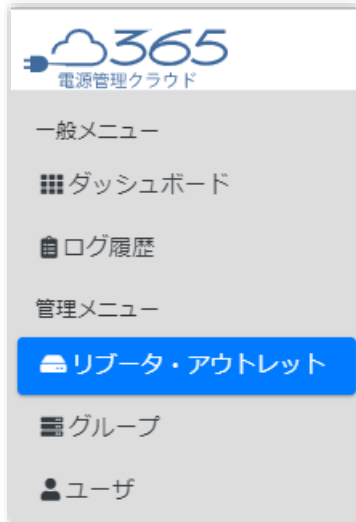 365
電源管理クラウド
一般メニュー
ダッシュボード
ログ履歴
管理メニュー
リブータ・アウトレット
グループ
ユーザ